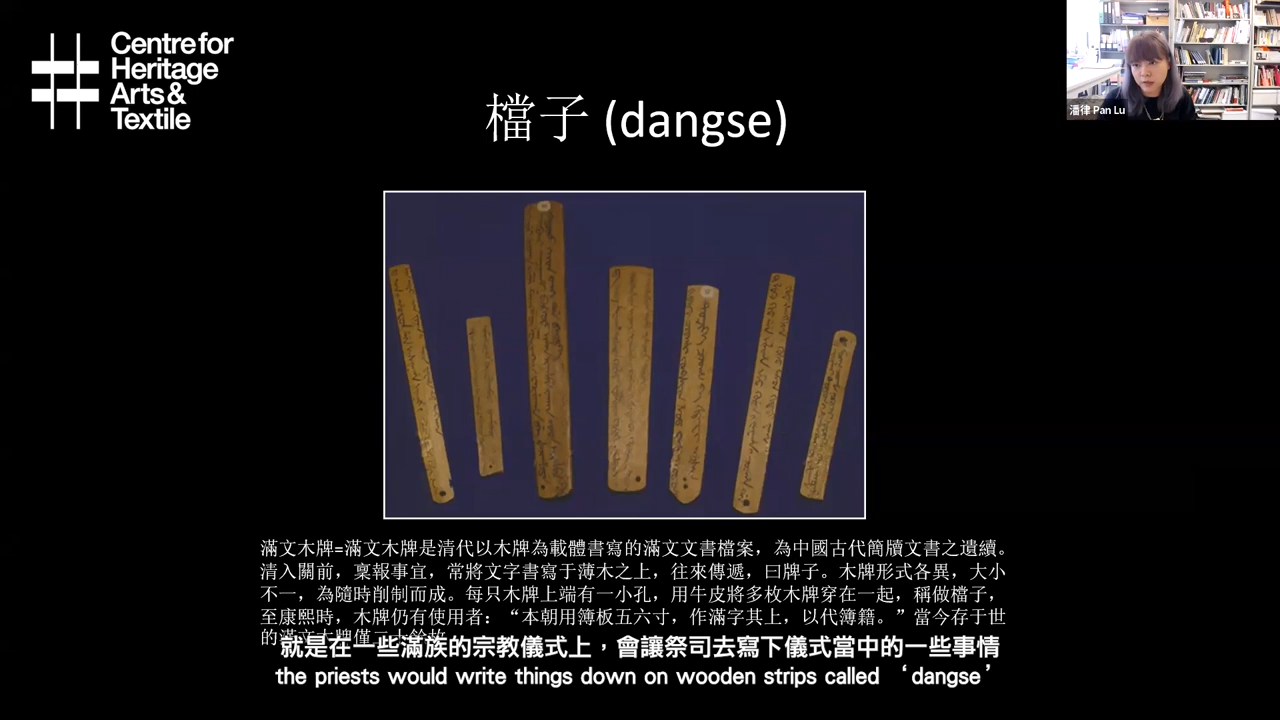 Centre for
Heritage
Arts &
Textile
潘律 Pan Lu
檔子 (dangse)
滿文木牌=滿文木牌是清代以木牌為載體書寫的滿文文書檔案，為中國古代簡牘文書之遺續。
清入關前，稟報事宜，常將文字書寫于薄木之上，往來傳遞，曰牌子。木牌形式各異，大小
不一，為隨時削制而成。每只木牌上端有一小孔，用牛皮將多枚木牌穿在一起，稱做檔子，
至康熙時，木牌仍有使用者：“本朝用簿板五六寸，作滿字其上，以代簿籍。”當今存于世
的滿文木牌僅二十餘枚
就是在一些滿族的宗教儀式上，會讓祭司去寫下儀式當中的一些事情
the priests would write things down on wooden strips called ‘dangse’